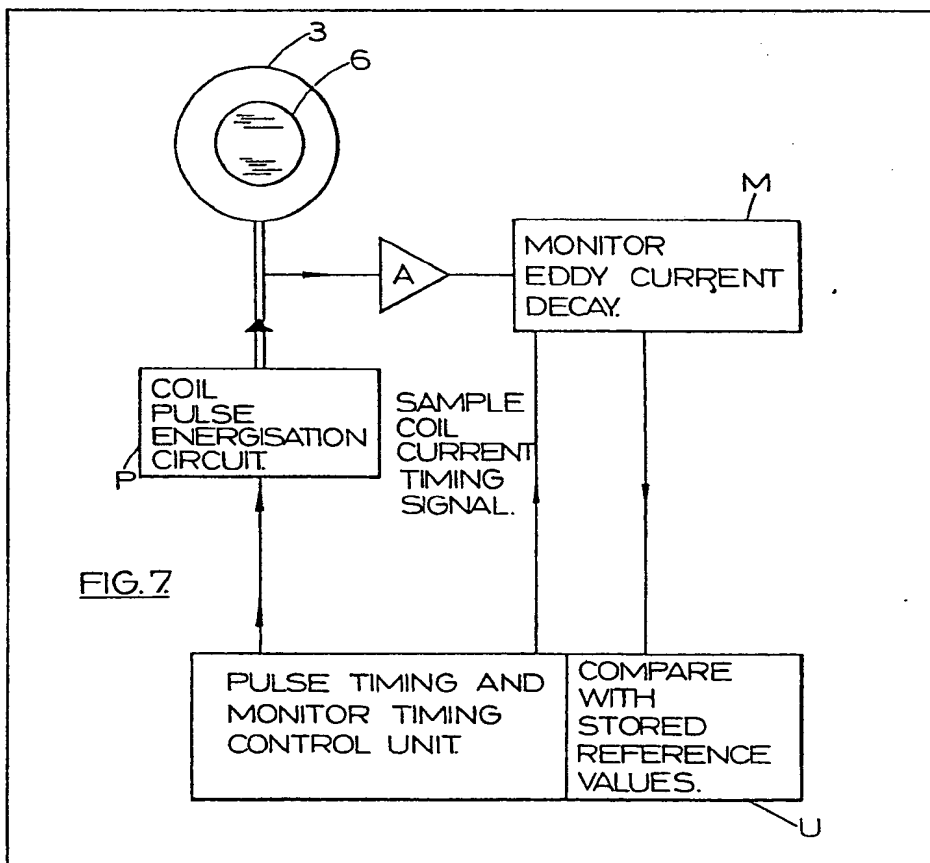 3
6
M
A
MONITOR
EDDY CURRENT
DECAY.
COIL
PULSE
ENERGISATION
CIRCUIT.
P
SAMPLE
COIL
CURRENT
TIMING
SIGNAL.
FIG. 7.
PULSE TIMING AND
MONITOR TIMING
CONTROL UNIT.
COMPARE
WITH
STORED
REFERENCE
VALUES.
U